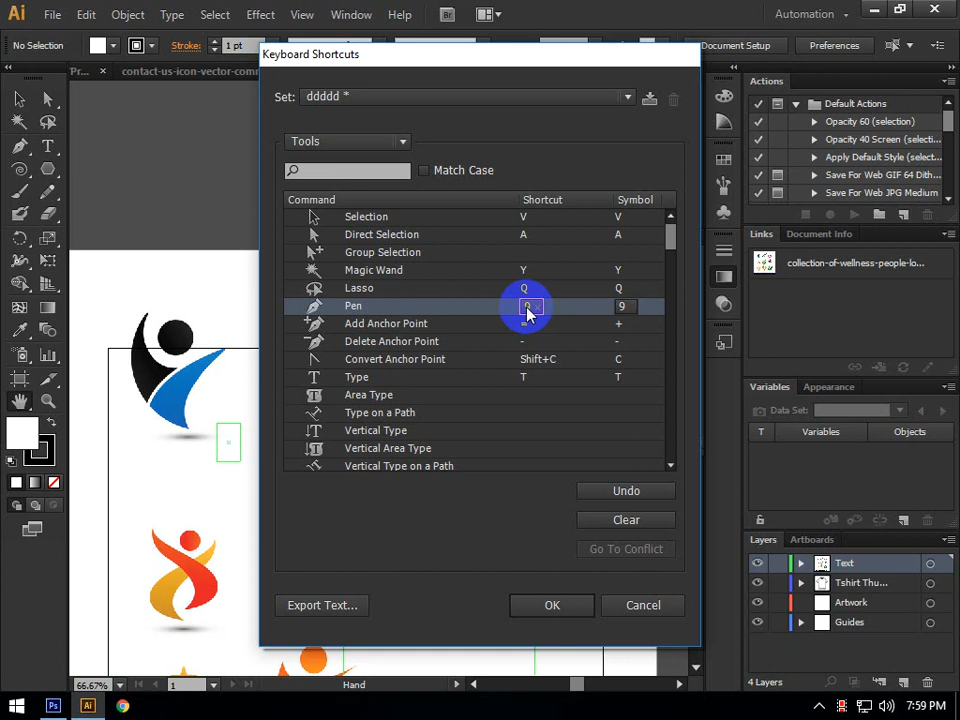 Ai File Edit Object Type Select Effect View Window Help Br Automation
No Selection Stroke: 1 pt Document Setup Preferences
Keyboard Shortcuts
Pr... × contact-us-icon-vector-com
Set: ddddd *
Tools
Match Case
Command Shortcut Symbol
Selection V V
Direct Selection A A
Group Selection
Magic Wand Y Y
Lasso Q Q
Pen 9 9
Add Anchor Point = +
Delete Anchor Point - -
Convert Anchor Point Shift+C C
Type T T
Area Type
Type on a Path
Vertical Type
Vertical Area Type
Vertical Type on a Path
Undo
Clear
Go To Conflict
Export Text... OK Cancel
Actions
Default Actions
Opacity 60 (selection)
Opacity 40 Screen (selecti...
Apply Default Style (select...
Save For Web GIF 64 Dith...
Save For Web JPG Medium
Links Document Info
collection-of-wellness-people-lo...
Variables Appearance
Data Set:
T Variables Objects
Layers Artboards
Text
Tshirt Thu...
Artwork
Guides
4 Layers
66.67% 1 Hand
Ps Ai 7:59 PM